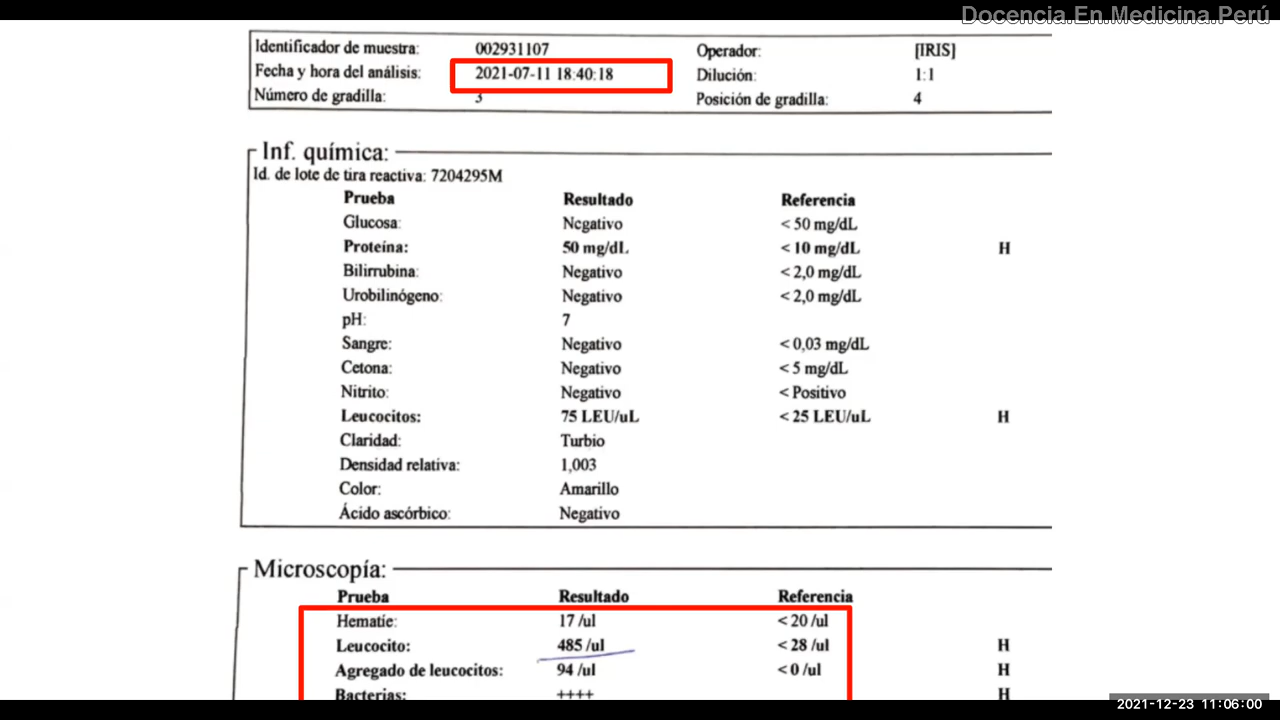 Docencia.En.Medicina.Perú
Identificador de muestra: 002931107 Operador: [IRIS]
Fecha y hora del análisis: 2021-07-11 18:40:18 Dilución: 1:1
Número de gradilla: 3 Posición de gradilla: 4
Inf. química:
Id. de lote de tira reactiva: 7204295M
Prueba Resultado Referencia
Glucosa: Negativo < 50 mg/dL
Proteína: 50 mg/dL < 10 mg/dL H
Bilirrubina: Negativo < 2,0 mg/dL
Urobilinógeno: Negativo < 2,0 mg/dL
pH: 7
Sangre: Negativo < 0,03 mg/dL
Cetona: Negativo < 5 mg/dL
Nitrito: Negativo < Positivo
Leucocitos: 75 LEU/uL < 25 LEU/uL H
Claridad: Turbio
Densidad relativa: 1,003
Color: Amarillo
Ácido ascórbico: Negativo
Microscopía:
Prueba Resultado Referencia
Hematíe: 17 /ul < 20 /ul
Leucocito: 485 /ul < 28 /ul H
Agregado de leucocitos: 94 /ul < 0 /ul H
Bacterias: ++++ H
2021-12-23 11:06:00